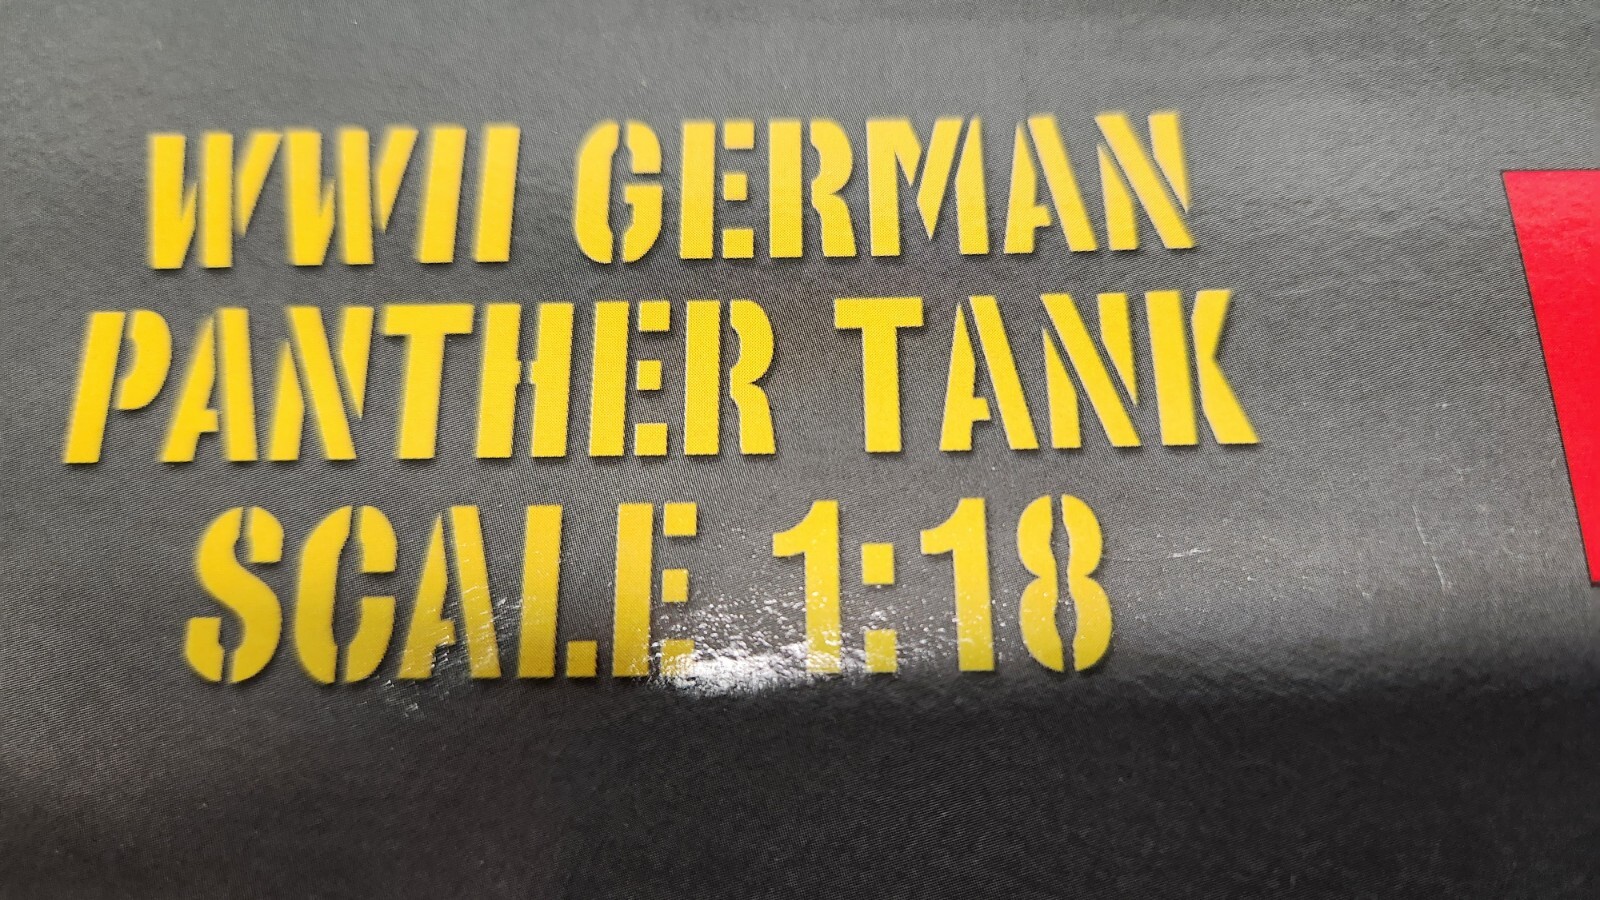 WWII GERMAN
PANTHER TANK
SCALE 1:18